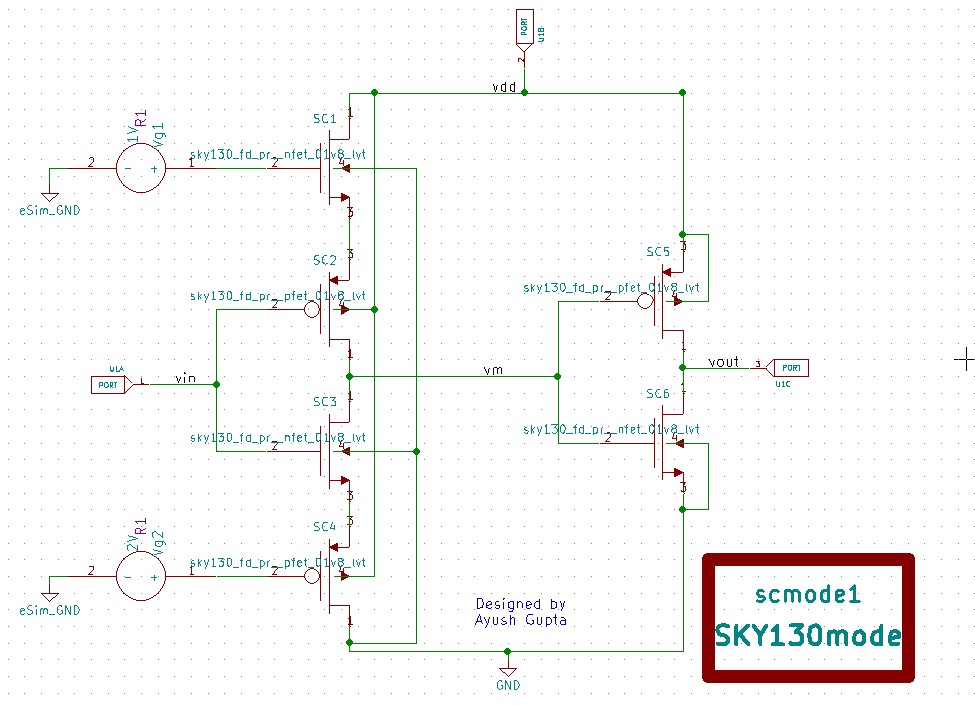 PORT
U1B
2
vdd
1V
R1
Vg1
SC1
1
sky130_fd_pr__nfet_01v8_lvt
2
1
2
4
3
eSim_GND
SC2
3
sky130_fd_pr__pfet_01v8_lvt
2
4
1
SC5
3
sky130_fd_pr__pfet_01v8_lvt
2
4
1
U1A
PORT
1
vin
vm
vout
3
PORT
U1C
SC3
1
sky130_fd_pr__nfet_01v8_lvt
2
4
3
SC6
1
sky130_fd_pr__nfet_01v8_lvt
2
4
3
2V
R1
Vg2
SC4
3
sky130_fd_pr__pfet_01v8_lvt
2
1
2
4
1
eSim_GND
Designed by
Ayush Gupta
GND
scmode1
SKY130mode